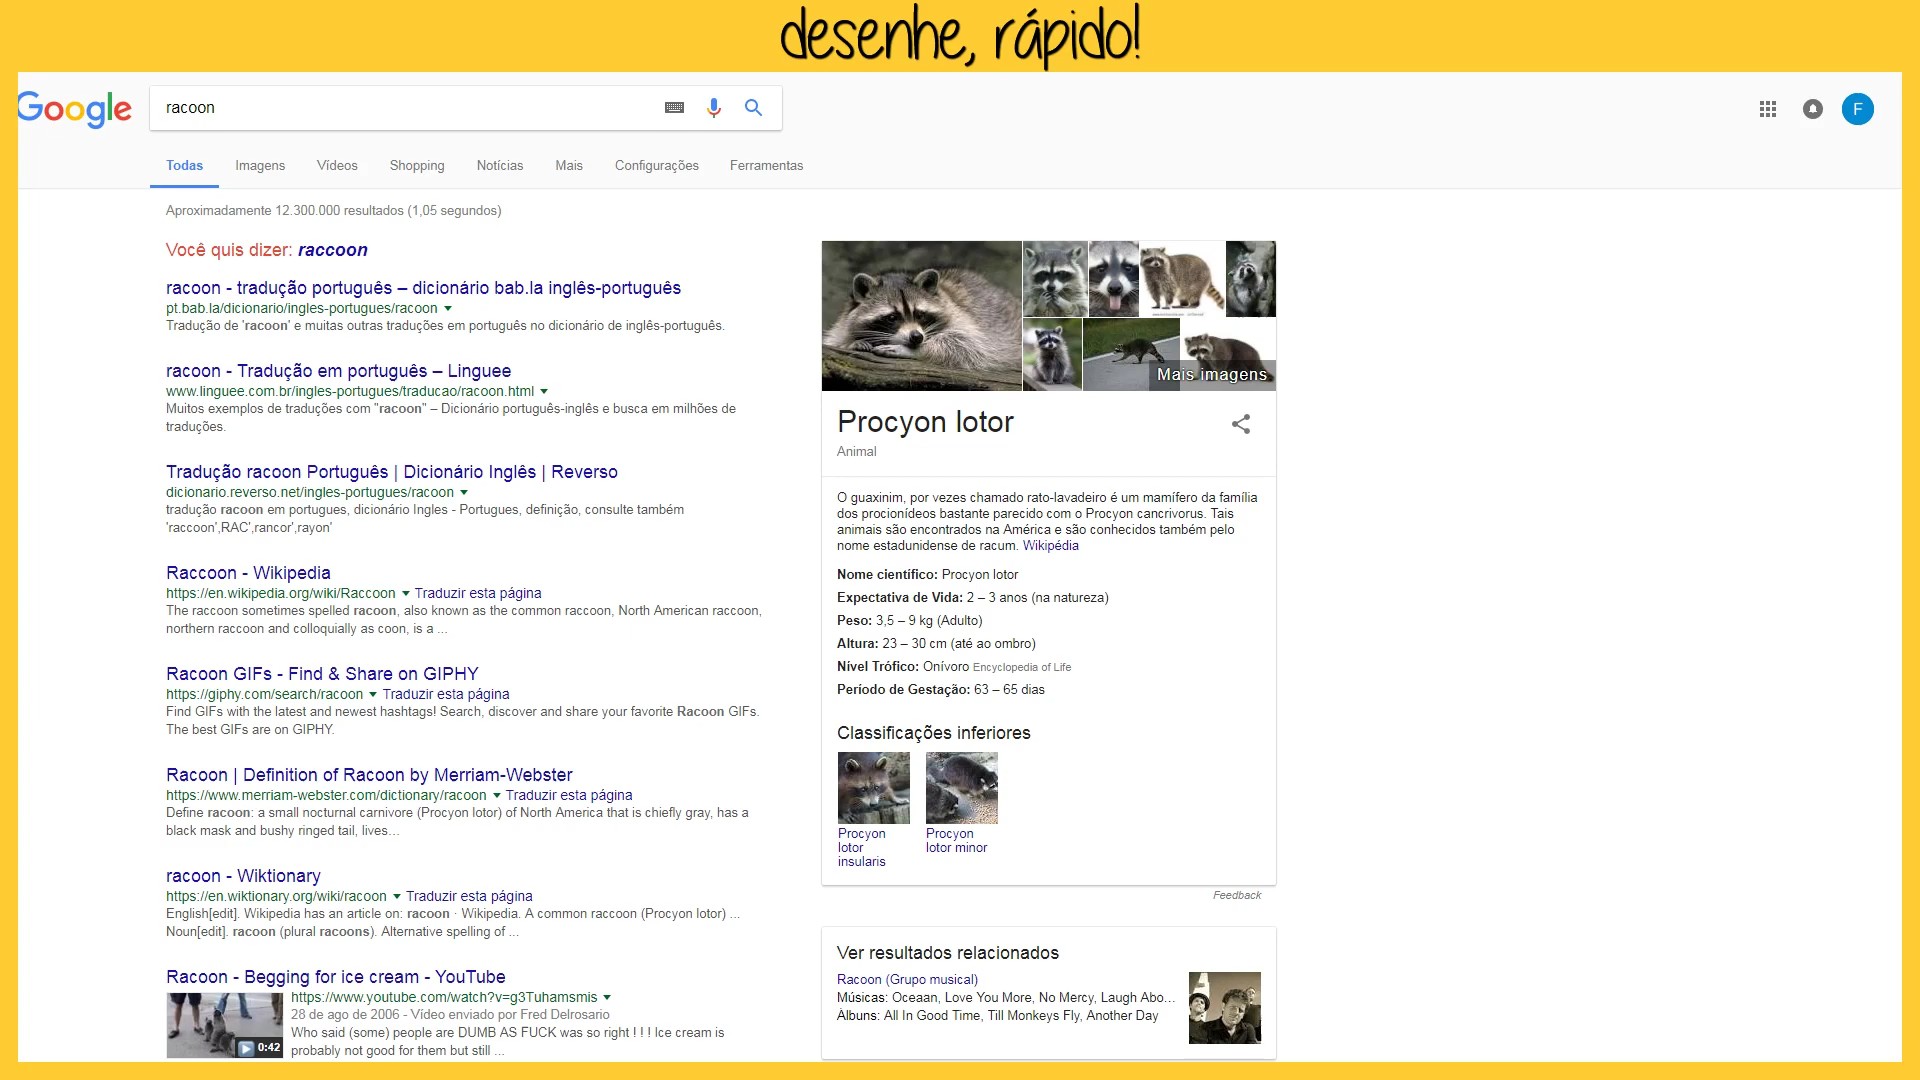 desenhe, rápido!
Google
racoon
F
Todas Imagens Vídeos Shopping Notícias Mais Configurações Ferramentas
Aproximadamente 12.300.000 resultados (1,05 segundos)
Você quis dizer: raccoon
racoon - tradução português – dicionário bab.la inglês-português
pt.bab.la/dicionario/ingles-portugues/racoon
Tradução de 'racoon' e muitas outras traduções em português no dicionário de inglês-português.
racoon - Tradução em português – Linguee
www.linguee.com.br/ingles-portugues/traducao/racoon.html
Muitos exemplos de traduções com "racoon" – Dicionário português-inglês e busca em milhões de
traduções.
Tradução racoon Português | Dicionário Inglês | Reverso
dicionario.reverso.net/ingles-portugues/racoon
tradução racoon em portugues, dicionário Ingles - Portugues, definição, consulte também
'raccoon',RAC',rancor',rayon'
Raccoon - Wikipedia
https://en.wikipedia.org/wiki/Raccoon Traduzir esta página
The raccoon sometimes spelled racoon, also known as the common raccoon, North American raccoon,
northern raccoon and colloquially as coon, is a ...
Racoon GIFs - Find & Share on GIPHY
https://giphy.com/search/racoon Traduzir esta página
Find GIFs with the latest and newest hashtags! Search, discover and share your favorite Racoon GIFs.
The best GIFs are on GIPHY.
Racoon | Definition of Racoon by Merriam-Webster
https://www.merriam-webster.com/dictionary/racoon Traduzir esta página
Define racoon: a small nocturnal carnivore (Procyon lotor) of North America that is chiefly gray, has a
black mask and bushy ringed tail, lives…
racoon - Wiktionary
https://en.wiktionary.org/wiki/racoon Traduzir esta página
English[edit]. Wikipedia has an article on: racoon · Wikipedia. A common raccoon (Procyon lotor) ...
Noun[edit]. racoon (plural racoons). Alternative spelling of ...
Racoon - Begging for ice cream - YouTube
https://www.youtube.com/watch?v=g3Tuhamsmis
28 de ago de 2006 - Vídeo enviado por Fred Delrosario
Who said (some) people are DUMB AS FUCK was so right ! ! ! Ice cream is
probably not good for them but still ...
0:42
Mais imagens
Procyon lotor
Animal
O guaxinim, por vezes chamado rato-lavadeiro é um mamífero da família
dos procionídeos bastante parecido com o Procyon cancrivorus. Tais
animais são encontrados na América e são conhecidos também pelo
nome estadunidense de racum. Wikipédia
Nome científico: Procyon lotor
Expectativa de Vida: 2 – 3 anos (na natureza)
Peso: 3,5 – 9 kg (Adulto)
Altura: 23 – 30 cm (até ao ombro)
Nível Trófico: Onívoro Encyclopedia of Life
Período de Gestação: 63 – 65 dias
Classificações inferiores
Procyon
lotor
insularis
Procyon
lotor minor
Feedback
Ver resultados relacionados
Racoon (Grupo musical)
Músicas: Oceaan, Love You More, No Mercy, Laugh Abo...
Álbuns: All In Good Time, Till Monkeys Fly, Another Day